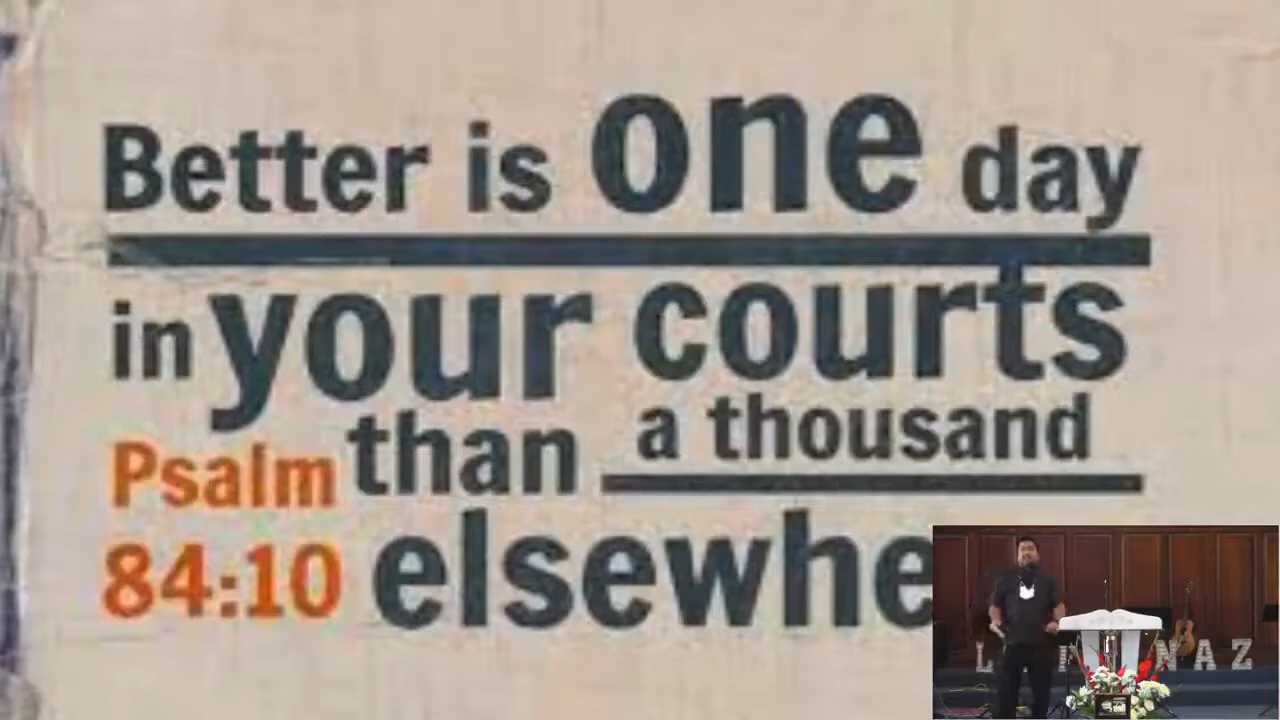 Better is one day
in your courts
than a thousand
Psalm
84:10 elsewhe
N A Z